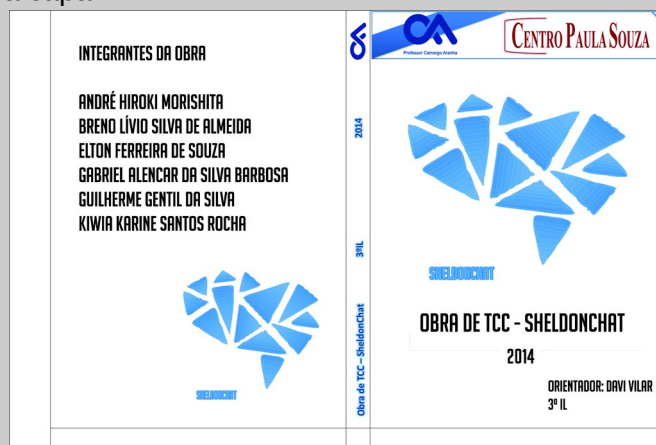 INTEGRANTES DA OBRA
ANDRÉ HIROKI MORISHITA
BRENO LÍVIO SILVA DE ALMEIDA
ELTON FERREIRA DE SOUZA
GABRIEL ALENCAR DA SILVA BARBOSA
GUILHERME GENTIL DA SILVA
KIWIA KARINE SANTOS ROCHA
SHELDONCHAT
2014
3ºIL
Obra de TCC – SheldonChat
CA
Professor Camargo Aranha
CENTRO PAULA SOUZA
SHELDONCHAT
OBRA DE TCC - SHELDONCHAT
2014
ORIENTADOR: DAVI VILAR
3º IL